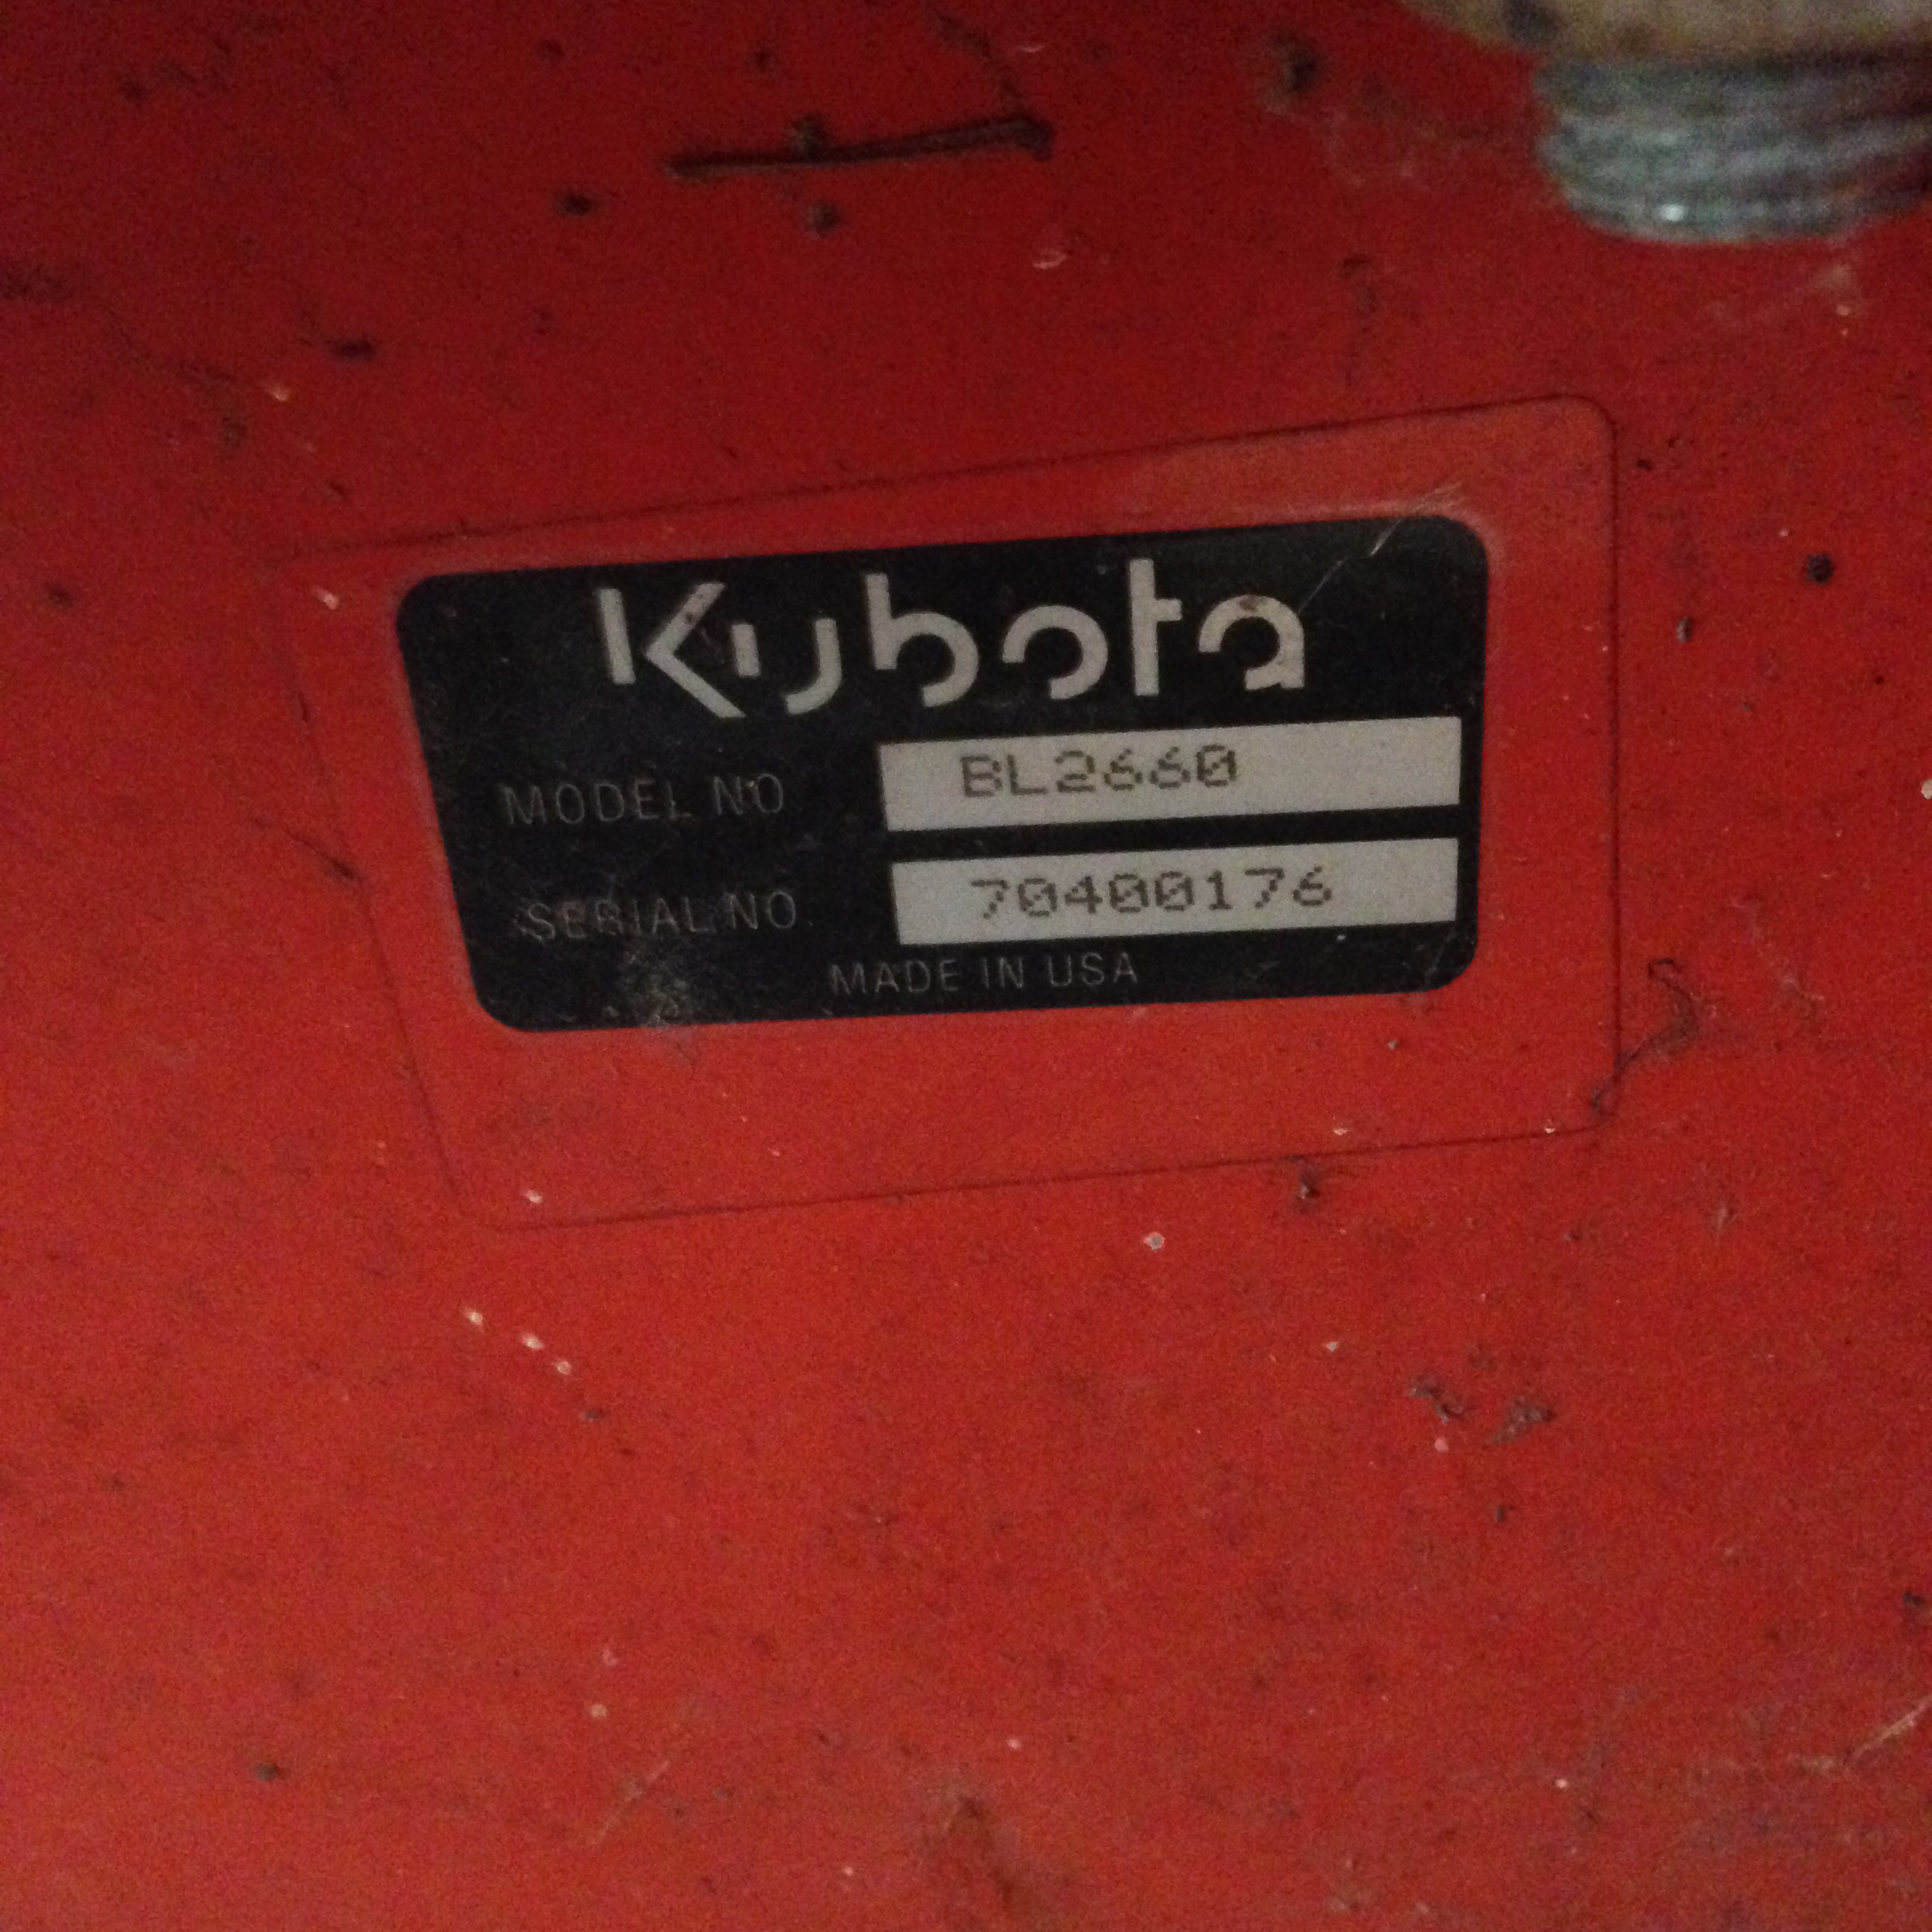 Kubota
MODEL NO BL2660
SERIAL NO 70400176
MADE IN USA